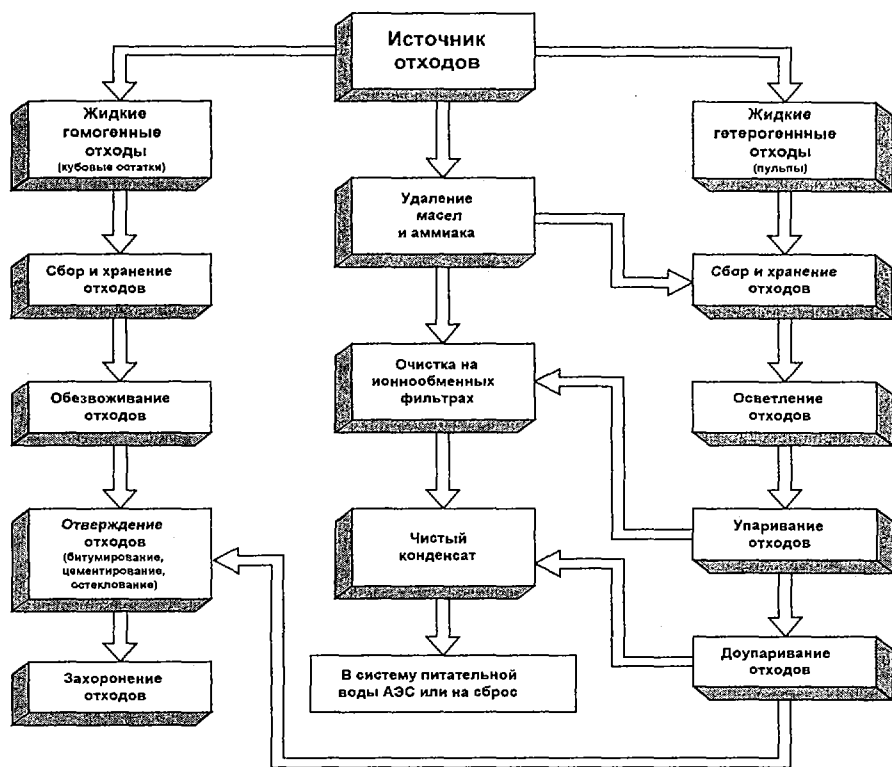 Источник
отходов
Жидкие
гомогенные
отходы
(кубовые остатки)
Жидкие
гетерогеннные
отходы
(пульпы)
Удаление
масел
и аммиака
Сбор и хранение
отходов
Сбор и хранение
отходов
Обезвоживание
отходов
Очистка на
ионнообменных
фильтрах
Осветление
отходов
Отверждение
отходов
(битумирование,
цементирование,
остеклование)
Чистый
конденсат
Упаривание
отходов
Захоронение
отходов
В систему питательной
воды АЭС или на сброс
Доупаривание
отходов